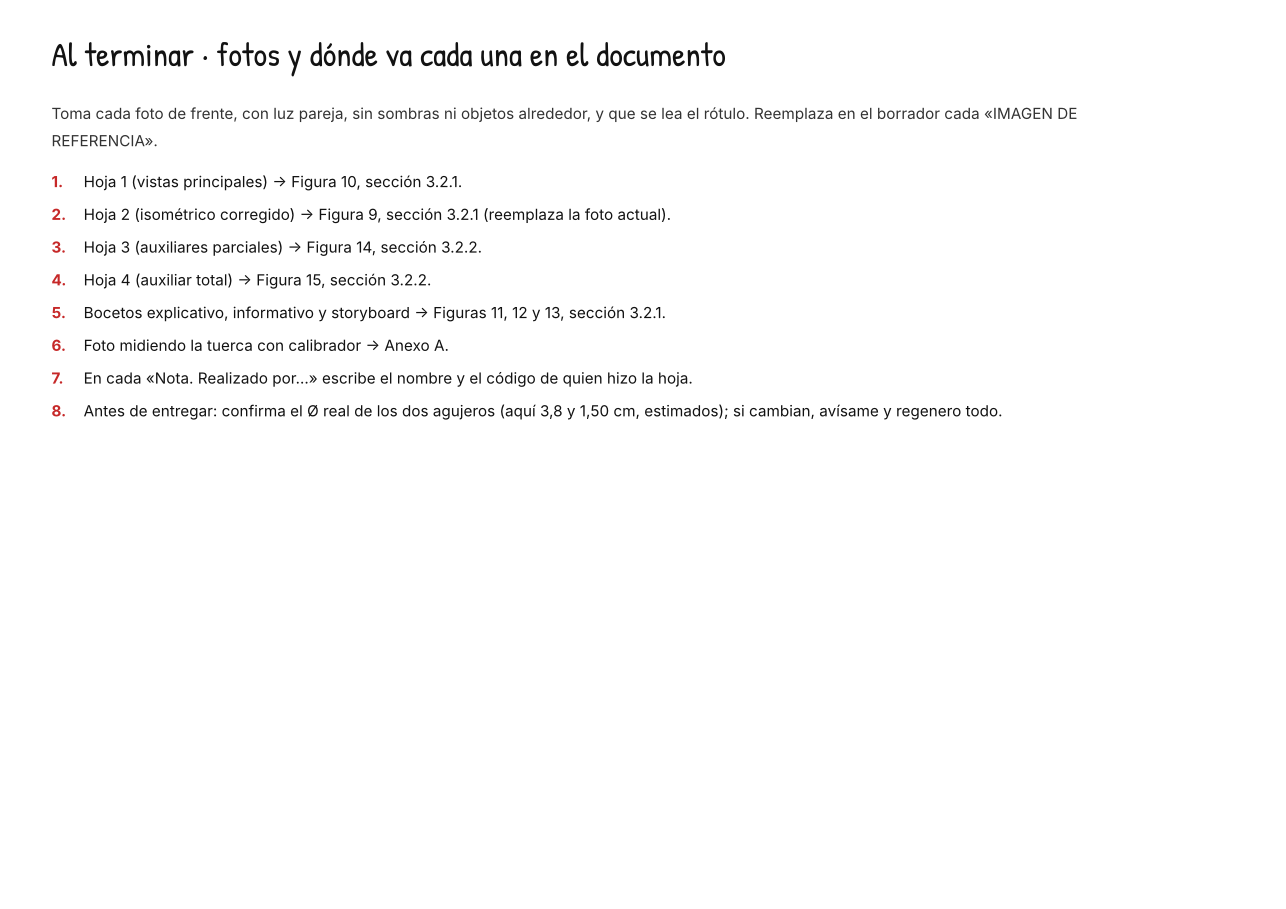 Al terminar · fotos y dónde va cada una en el documento
Toma cada foto de frente, con luz pareja, sin sombras ni objetos alrededor, y que se lea el rótulo. Reemplaza en el borrador cada «IMAGEN DE
REFERENCIA».
1. Hoja 1 (vistas principales) → Figura 10, sección 3.2.1.
2. Hoja 2 (isométrico corregido) → Figura 9, sección 3.2.1 (reemplaza la foto actual).
3. Hoja 3 (auxiliares parciales) → Figura 14, sección 3.2.2.
4. Hoja 4 (auxiliar total) → Figura 15, sección 3.2.2.
5. Bocetos explicativo, informativo y storyboard → Figuras 11, 12 y 13, sección 3.2.1.
6. Foto midiendo la tuerca con calibrador → Anexo A.
7. En cada «Nota. Realizado por…» escribe el nombre y el código de quien hizo la hoja.
8. Antes de entregar: confirma el Ø real de los dos agujeros (aquí 3,8 y 1,50 cm, estimados); si cambian, avísame y regenero todo.